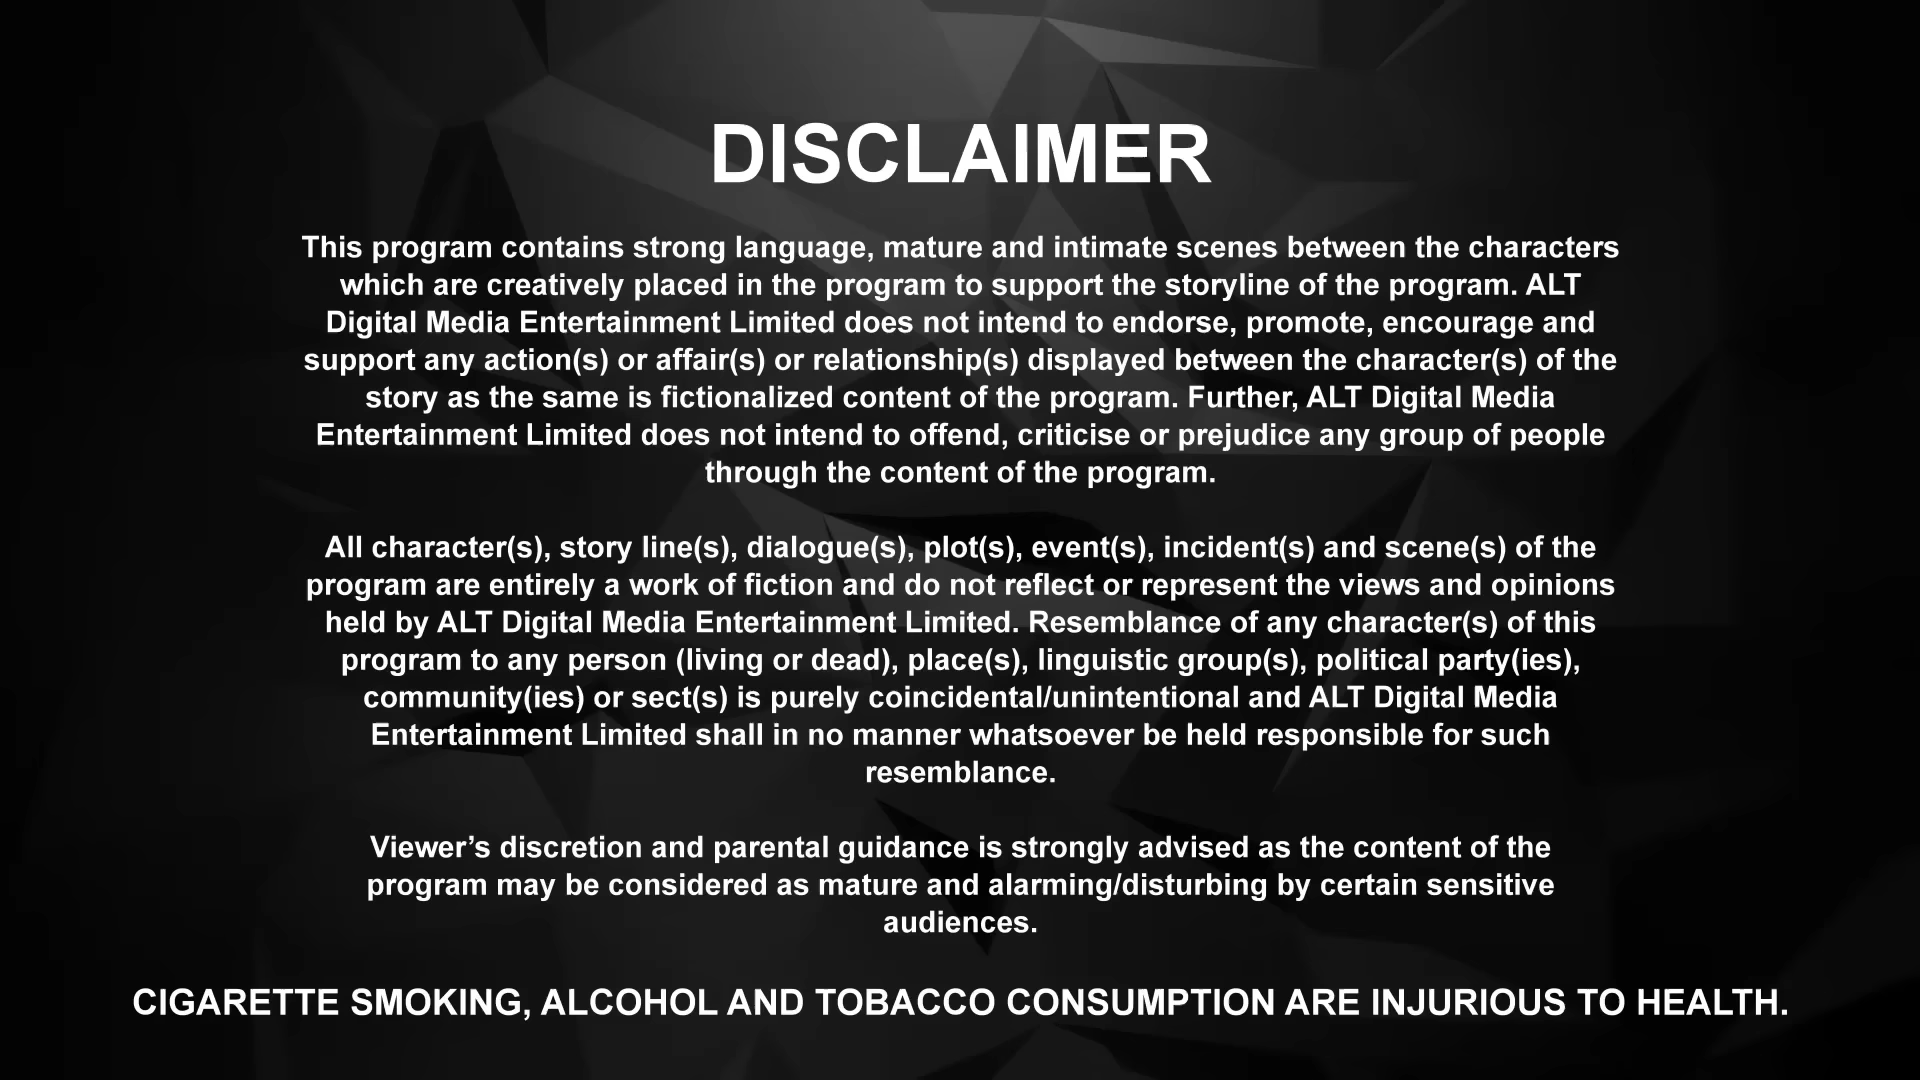 DISCLAIMER
This program contains strong language, mature and intimate scenes between the characters
which are creatively placed in the program to support the storyline of the program. ALT
Digital Media Entertainment Limited does not intend to endorse, promote, encourage and
support any action(s) or affair(s) or relationship(s) displayed between the character(s) of the
story as the same is fictionalized content of the program. Further, ALT Digital Media
Entertainment Limited does not intend to offend, criticise or prejudice any group of people
through the content of the program.
All character(s), story line(s), dialogue(s), plot(s), event(s), incident(s) and scene(s) of the
program are entirely a work of fiction and do not reflect or represent the views and opinions
held by ALT Digital Media Entertainment Limited. Resemblance of any character(s) of this
program to any person (living or dead), place(s), linguistic group(s), political party(ies),
community(ies) or sect(s) is purely coincidental/unintentional and ALT Digital Media
Entertainment Limited shall in no manner whatsoever be held responsible for such
resemblance.
Viewer’s discretion and parental guidance is strongly advised as the content of the
program may be considered as mature and alarming/disturbing by certain sensitive
audiences.
CIGARETTE SMOKING, ALCOHOL AND TOBACCO CONSUMPTION ARE INJURIOUS TO HEALTH.